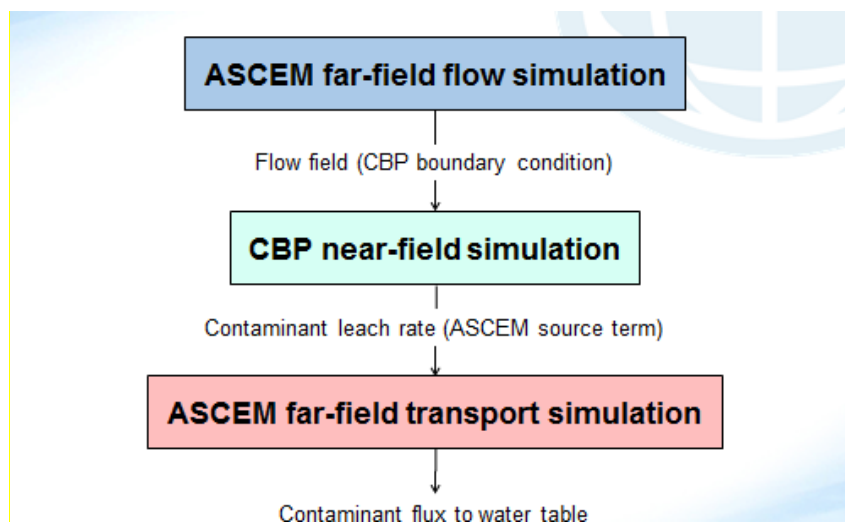 ASCEM far-field flow simulation
Flow field (CBP boundary condition)
CBP near-field simulation
Contaminant leach rate (ASCEM source term)
ASCEM far-field transport simulation
Contaminant flux to water table